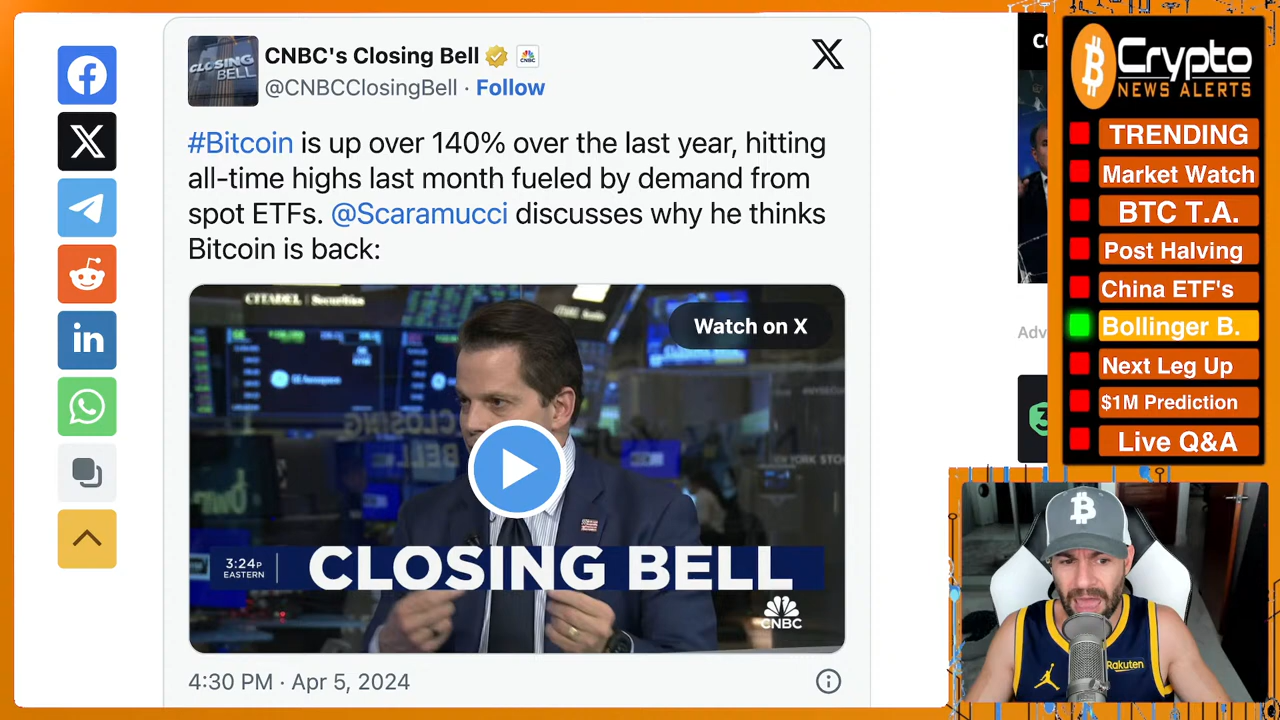 CNBC's Closing Bell
@CNBCClosingBell · Follow
#Bitcoin is up over 140% over the last year, hitting
all-time highs last month fueled by demand from
spot ETFs. @Scaramucci discusses why he thinks
Bitcoin is back:
CITADEL | Securities
Watch on X
3:24P
EASTERN
CLOSING BELL
CNBC
4:30 PM · Apr 5, 2024
Adv
Crypto
NEWS ALERTS
TRENDING
Market Watch
BTC T.A.
Post Halving
China ETF's
Bollinger B.
Next Leg Up
$1M Prediction
Live Q&A
Rakuten